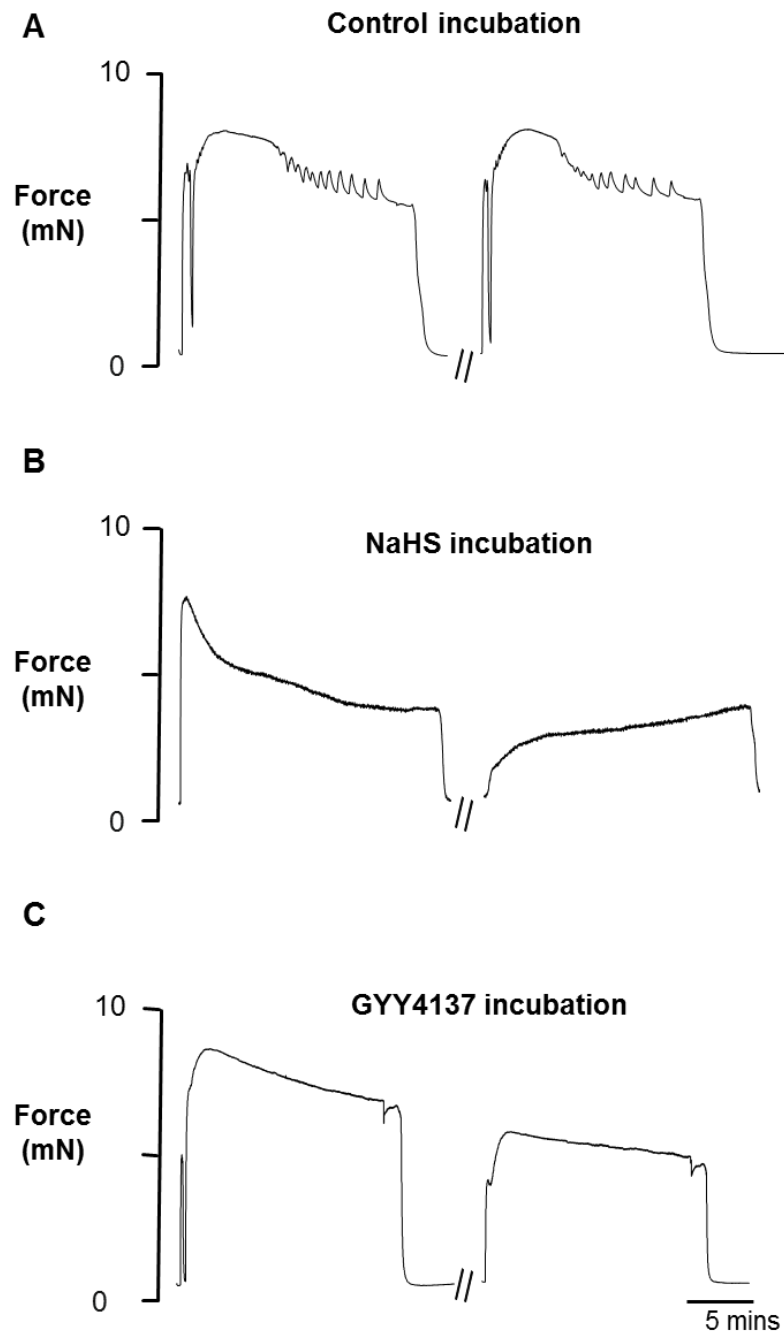 A
Control incubation
10
Force
(mN)
0
B
10
NaHS incubation
Force
(mN)
0
C
10
GYY4137 incubation
Force
(mN)
0
5 mins